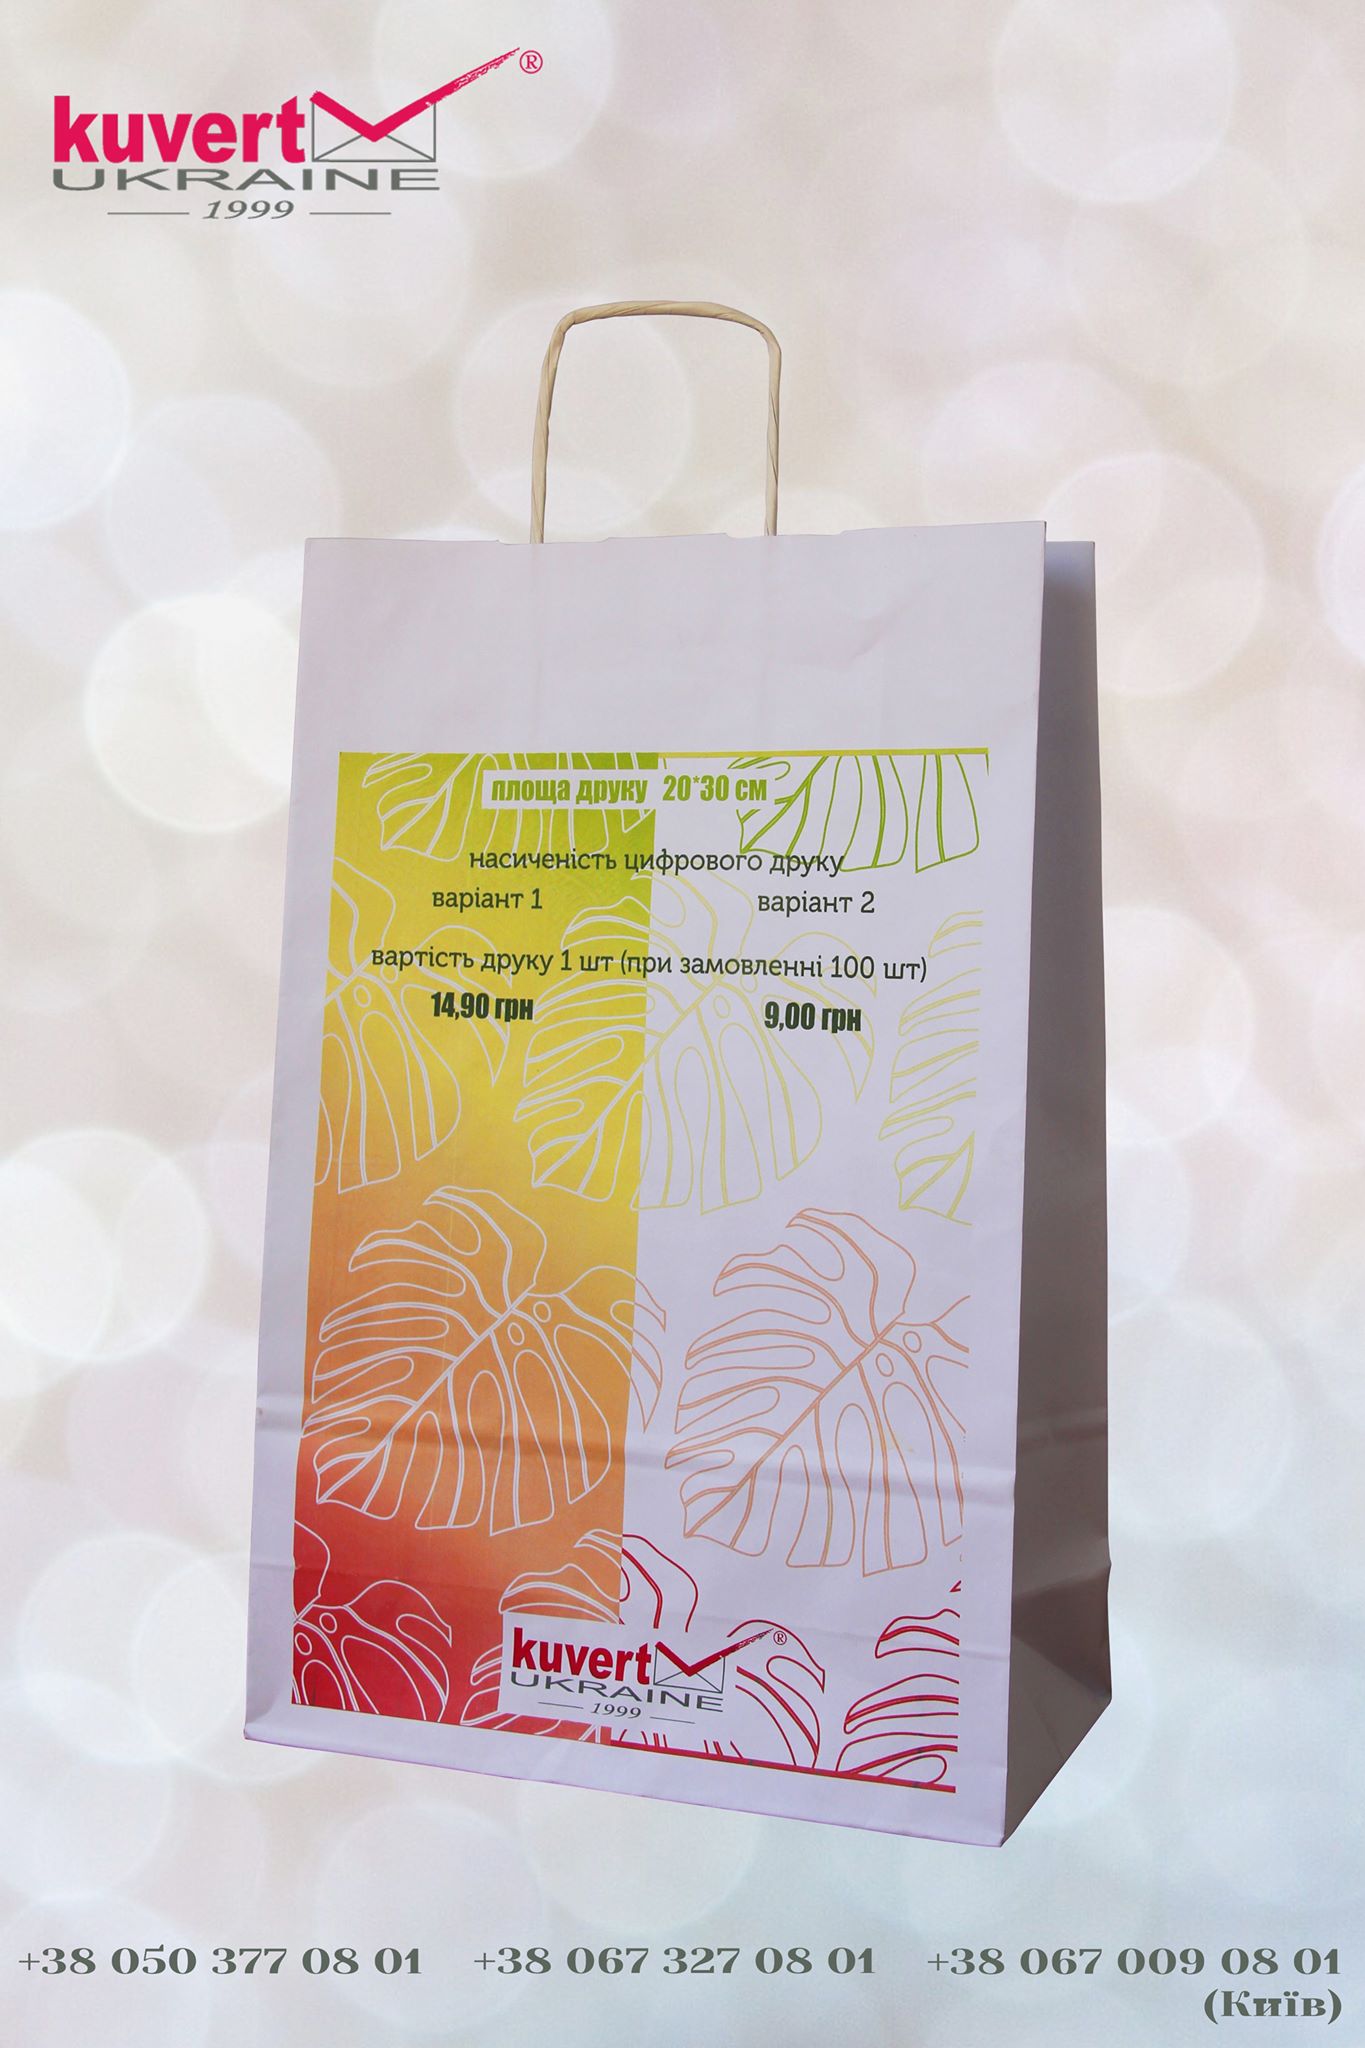 kuvert ®
UKRAINE
1999
площа друку 20*30 см
насиченість цифрового друку
варіант 1 варіант 2
вартість друку 1 шт (при замовленні 100 шт)
14,90 грн 9,00 грн
kuvert ®
UKRAINE
1999
+38 050 377 08 01 +38 067 327 08 01 +38 067 009 08 01
(Київ)